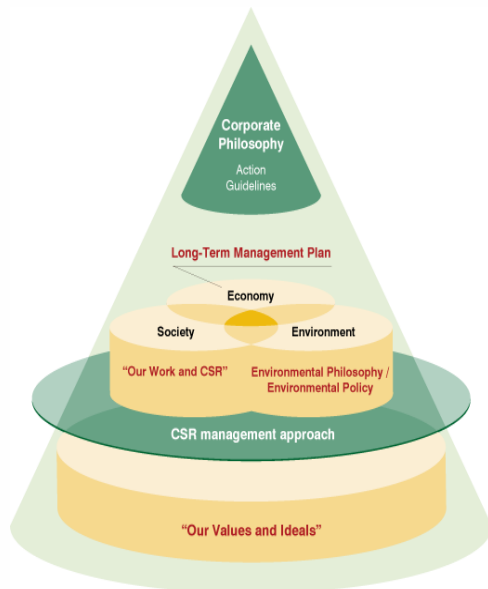 Corporate
Philosophy
Action
Guidelines
Long-Term Management Plan
Economy
Society
Environment
“Our Work and CSR”
Environmental Philosophy /
Environmental Policy
CSR management approach
“Our Values and Ideals”